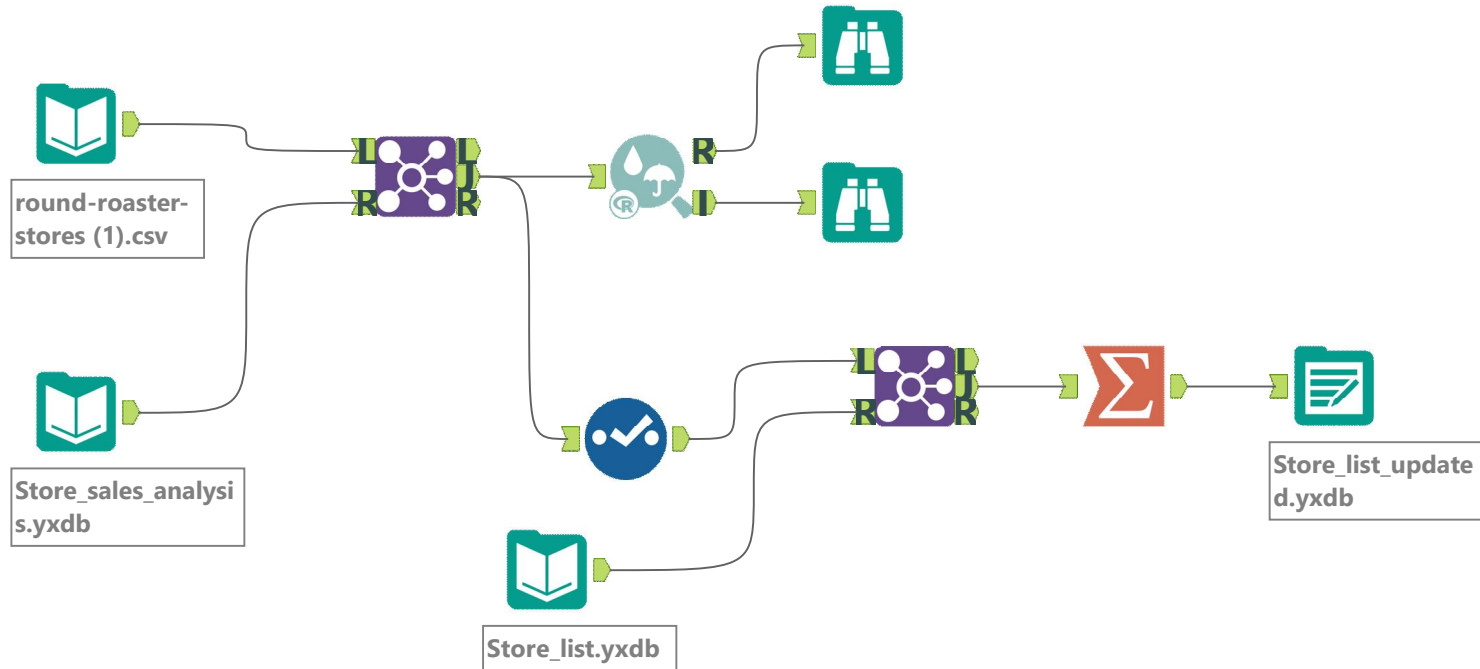 R
round-roaster-
stores (1).csv
L
R
L
J
R
R
R
I
Store_sales_analysi
s.yxdb
L
R
L
J
R
Σ
Store_list_update
d.yxdb
Store_list.yxdb